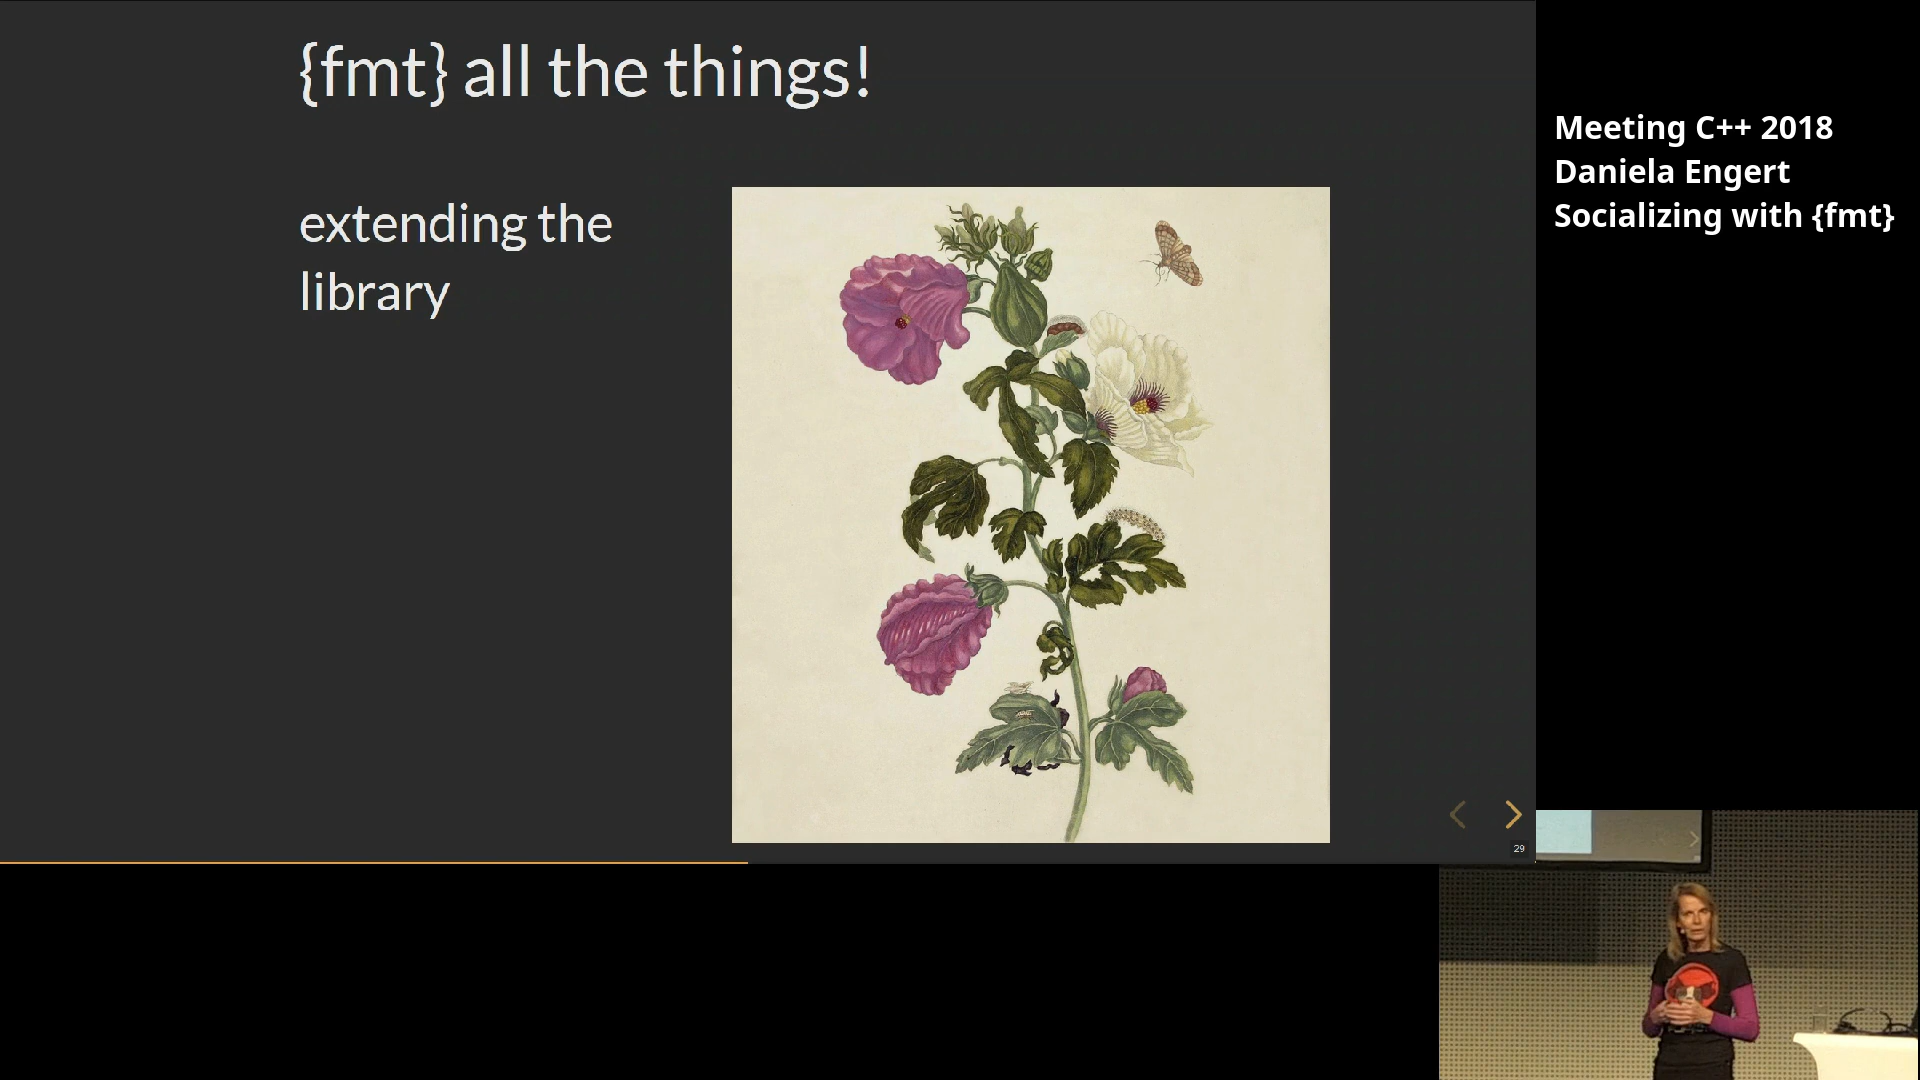 {fmt} all the things!
extending the
library
29
Meeting C++ 2018
Daniela Engert
Socializing with {fmt}